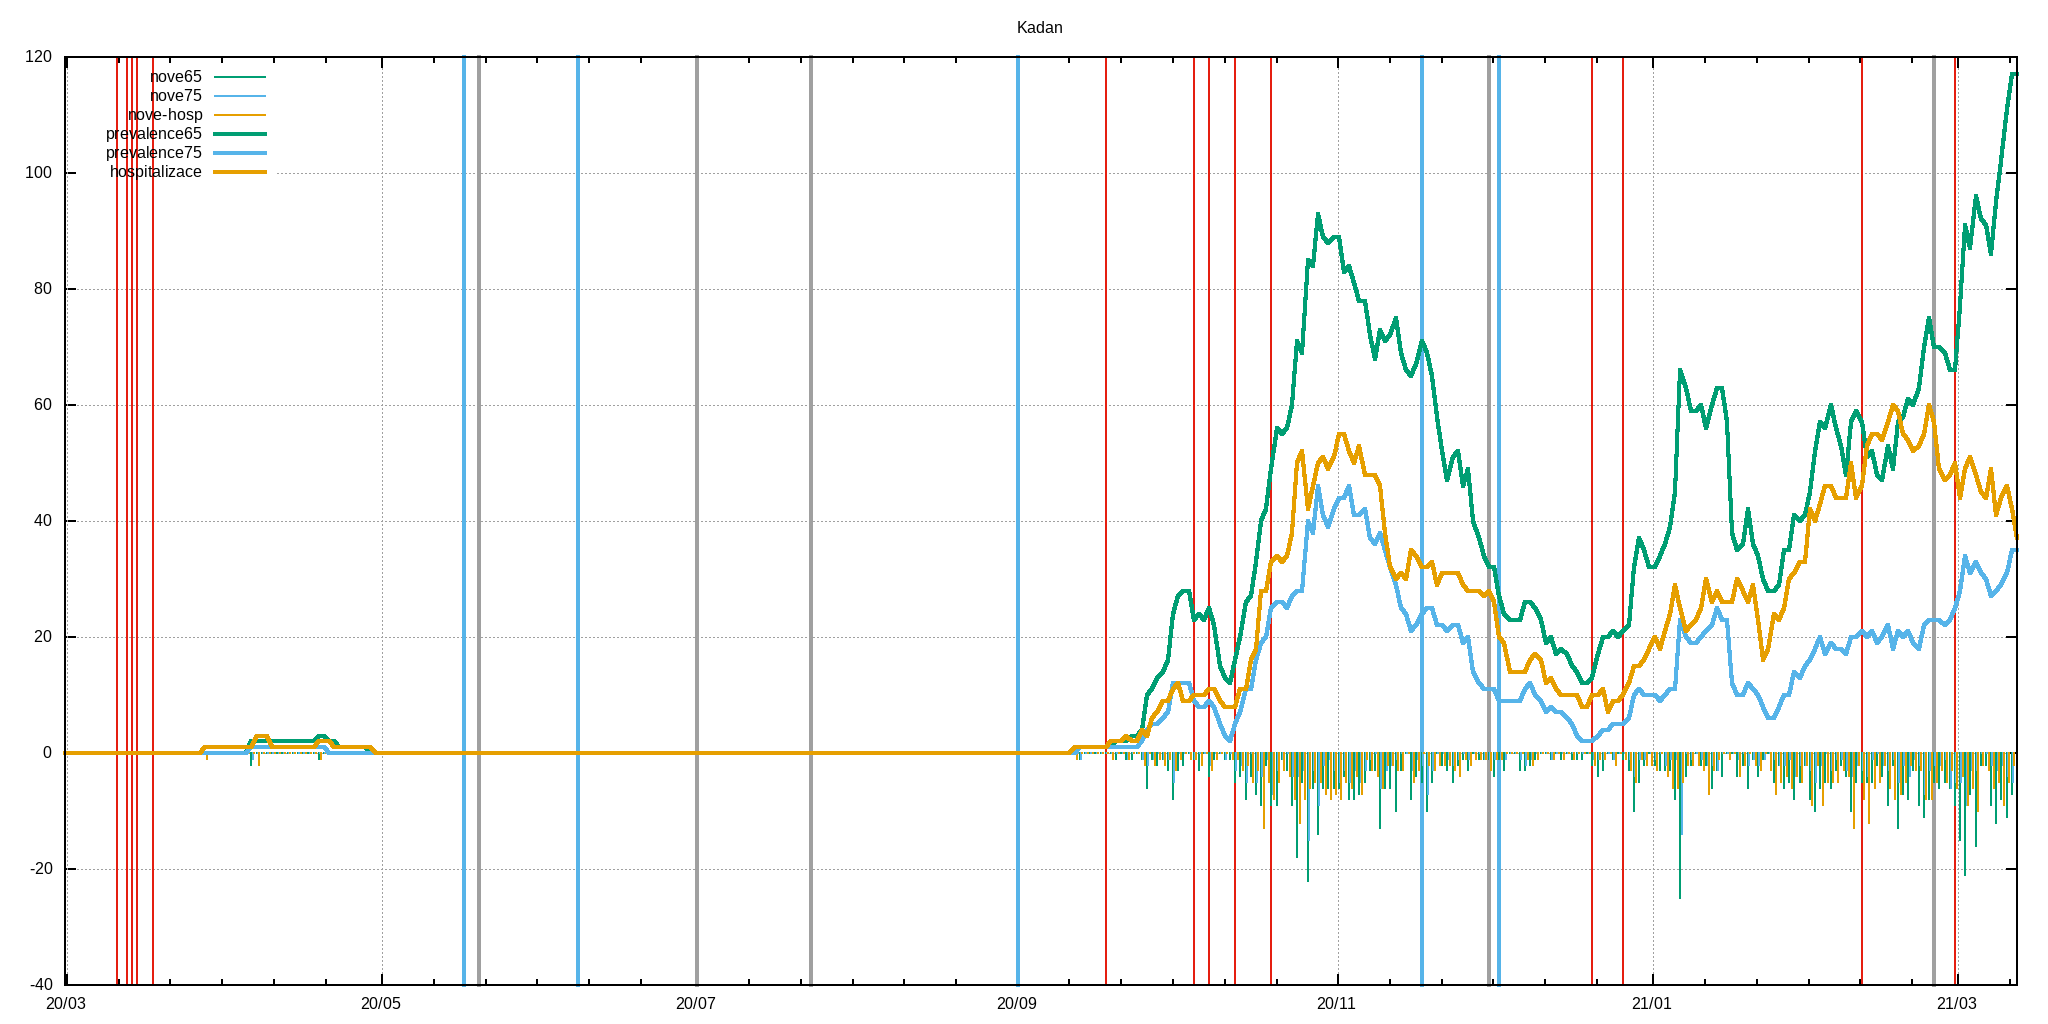 Kadan
120
100
80
60
40
20
0
-20
-40
nove65
nove75
nove-hosp
prevalence65
prevalence75
hospitalizace
20/03 20/05 20/07 20/09 20/11 21/01 21/03